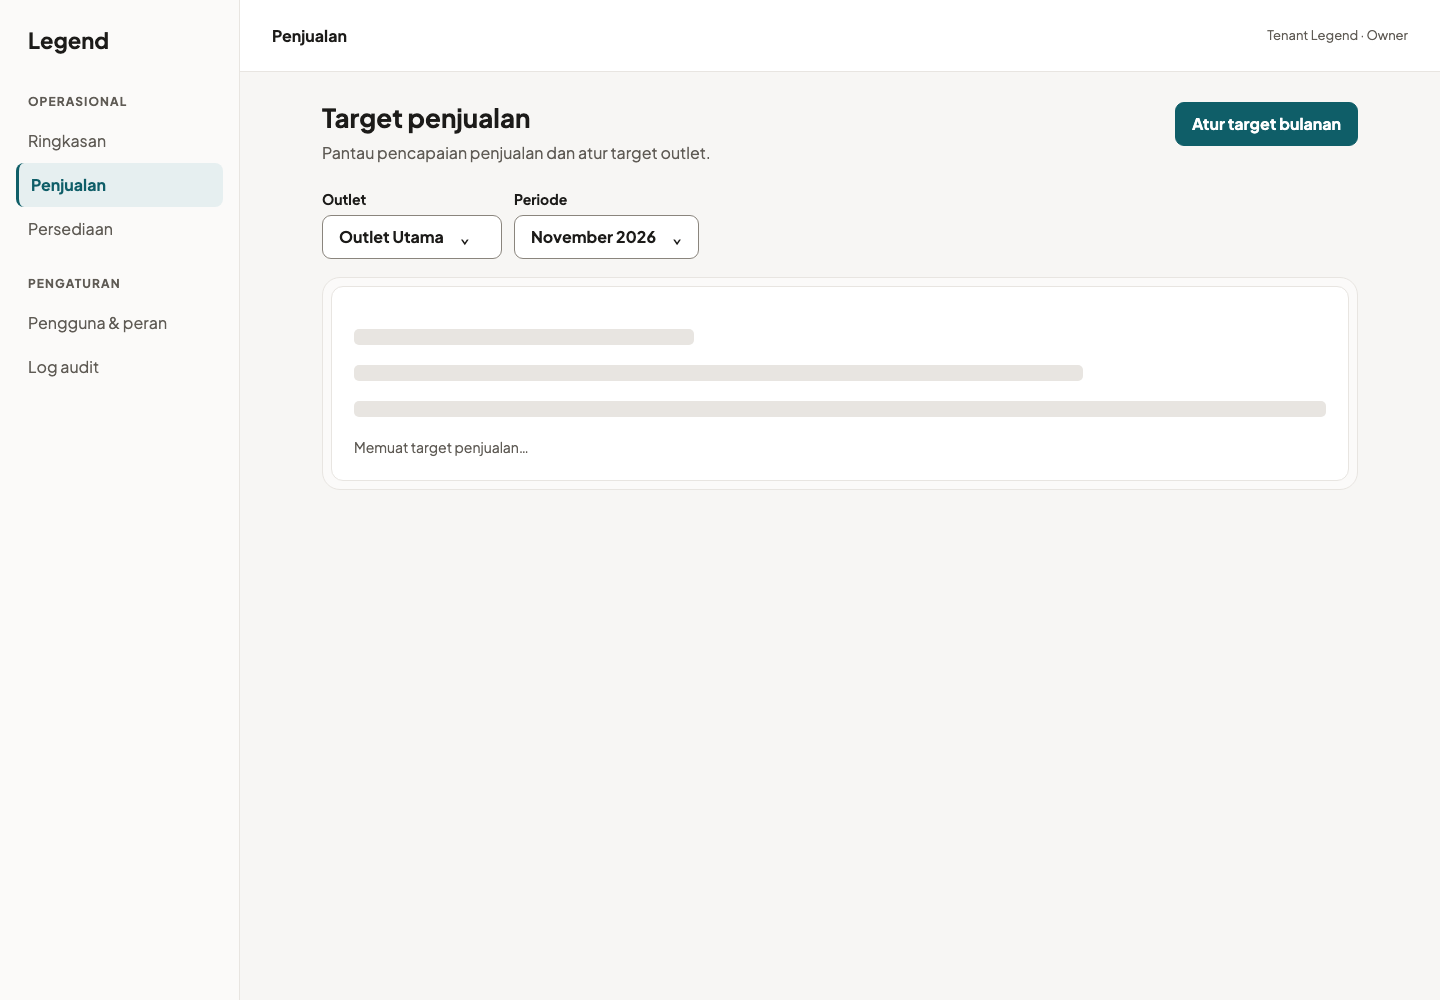 Legend
OPERASIONAL
Ringkasan
Penjualan
Persediaan
PENGATURAN
Pengguna & peran
Log audit
Penjualan
Tenant Legend · Owner
Target penjualan
Pantau pencapaian penjualan dan atur target outlet.
Atur target bulanan
Outlet
Outlet Utama
Periode
November 2026
Memuat target penjualan...